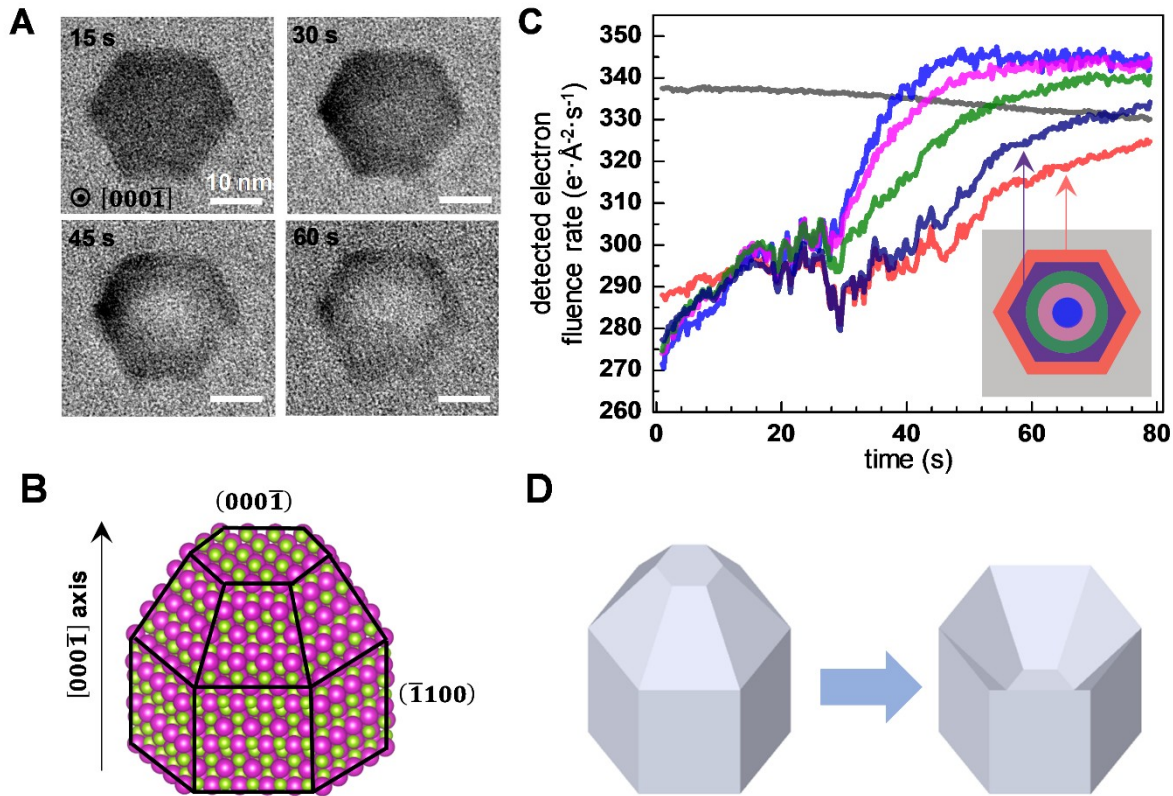 A
15 s
30 s
⊙ [0001̄]
10 nm
45 s
60 s
C
detected electron
fluence rate (e⁻·Å⁻²·s⁻¹)
350
340
330
320
310
300
290
280
270
260
0
20
40
60
80
time (s)
B
(0001̄)
[0001̄] axis
(1̄100)
D